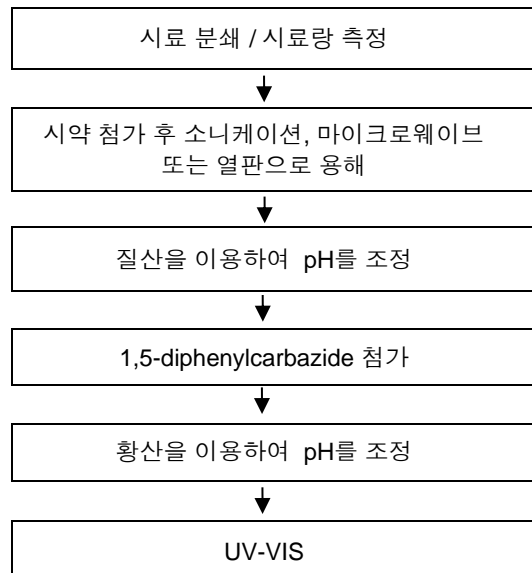 시료 분쇄 / 시료랑 측정
시약 첨가 후 소니케이션, 마이크로웨이브
또는 열판으로 용해
질산을 이용하여 pH를 조정
1,5-diphenylcarbazide 첨가
황산을 이용하여 pH를 조정
UV-VIS